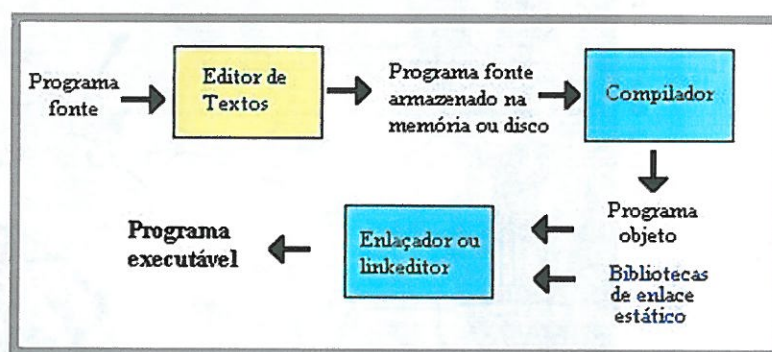 Programa
fonte
Editor de
Textos
Programa fonte
armazenado na
memória ou disco
Compilador
Programa
objeto
Bibliotecas
de enlace
estático
Enlaçador ou
linkeditor
Programa
executável